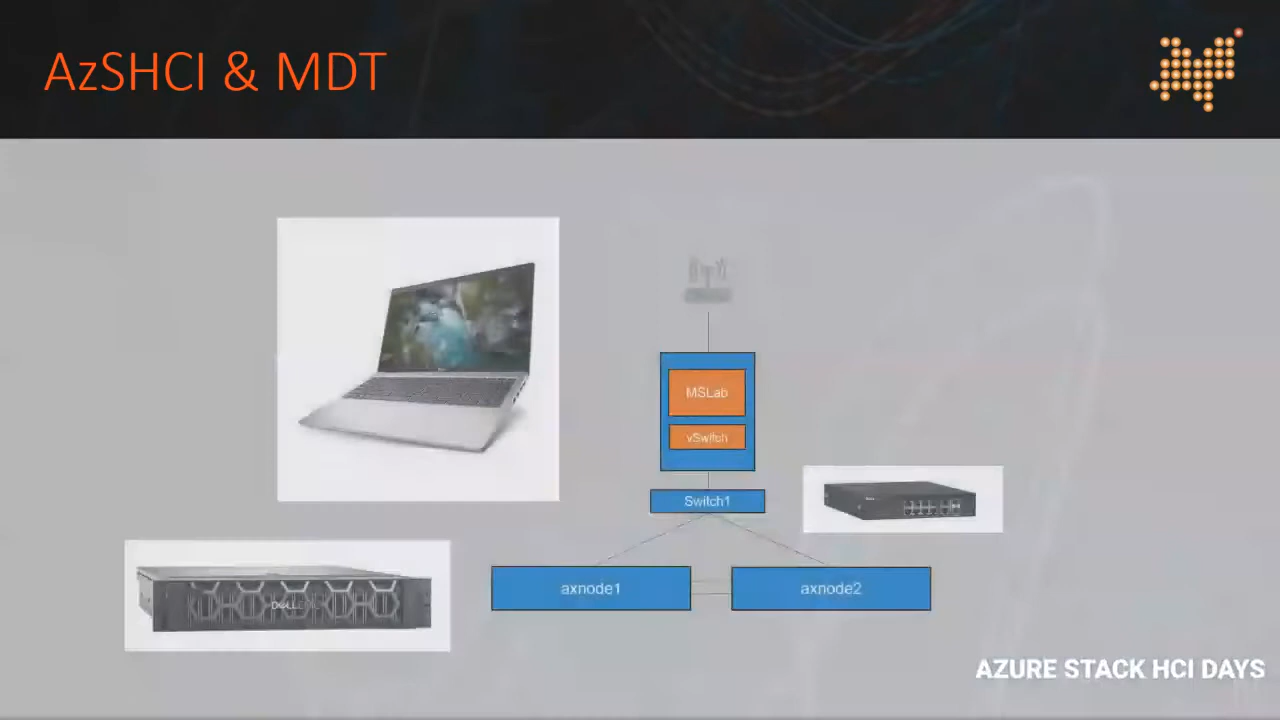 AzSHCI & MDT
MSLab
vSwitch
Switch1
axnode1
axnode2
AZURE STACK HCI DAYS